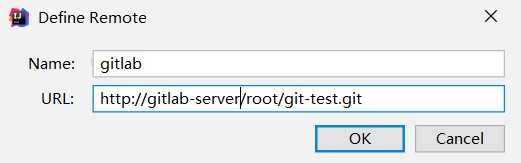 Define Remote
Name: gitlab
URL: http://gitlab-server/root/git-test.git
OK Cancel